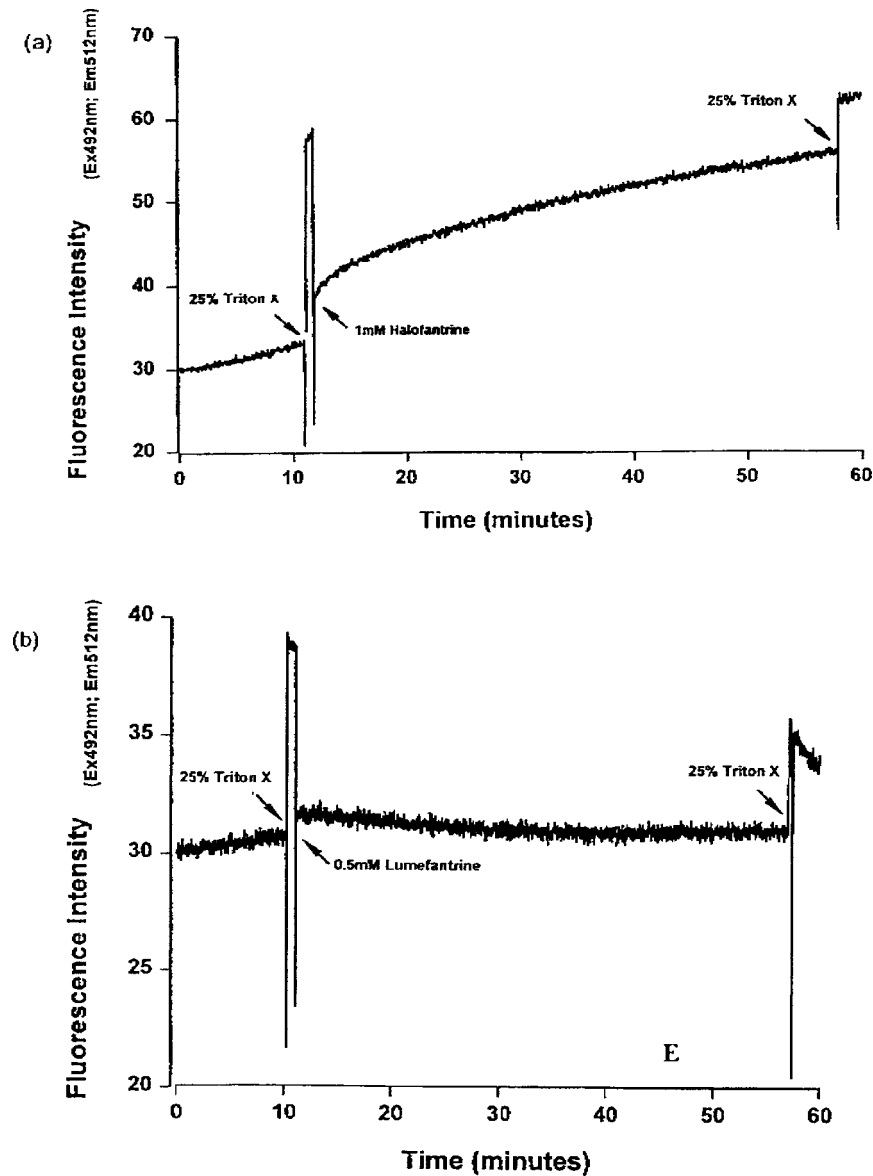 (a)
70
60
50
40
30
20
Fluorescence Intensity (Ex492nm; Em512nm)
25% Triton X
1mM Halofantrine
25% Triton X
0 10 20 30 40 50 60
Time (minutes)
(b)
40
35
30
25
20
Fluorescence Intensity (Ex492nm; Em512nm)
25% Triton X
0.5mM Lumefantrine
25% Triton X
E
0 10 20 30 40 50 60
Time (minutes)